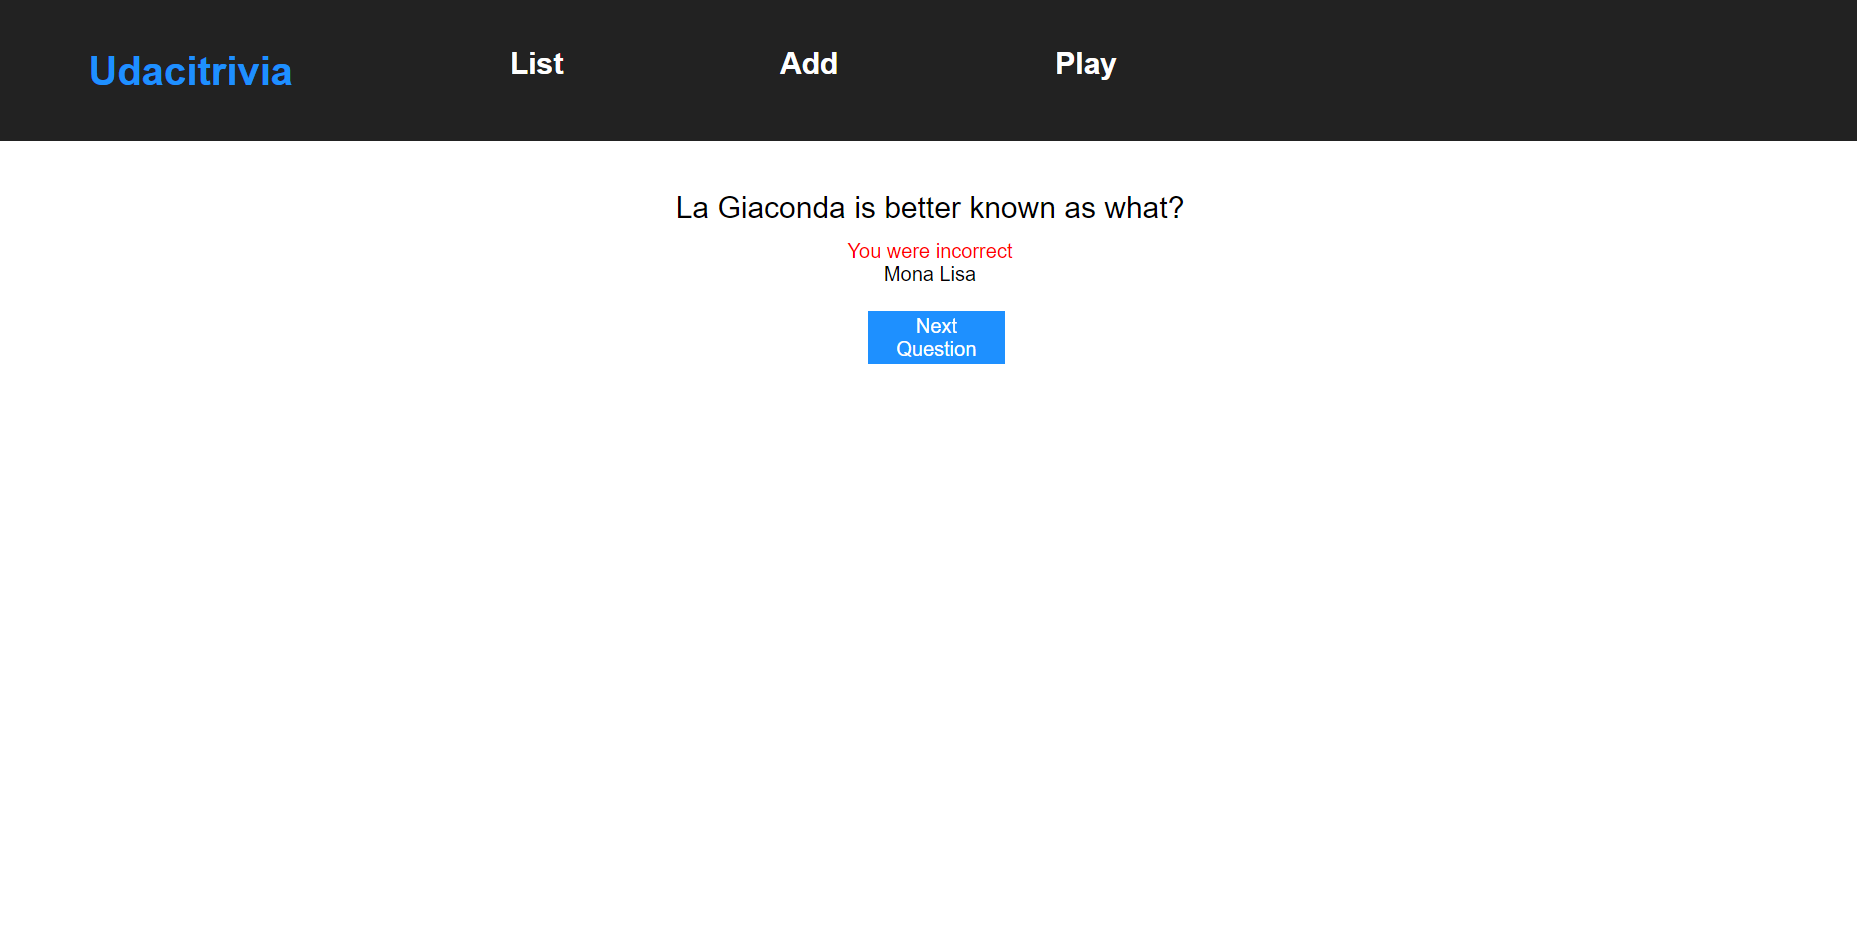 Udacitrivia
List
Add
Play
La Giaconda is better known as what?
You were incorrect
Mona Lisa
Next
Question